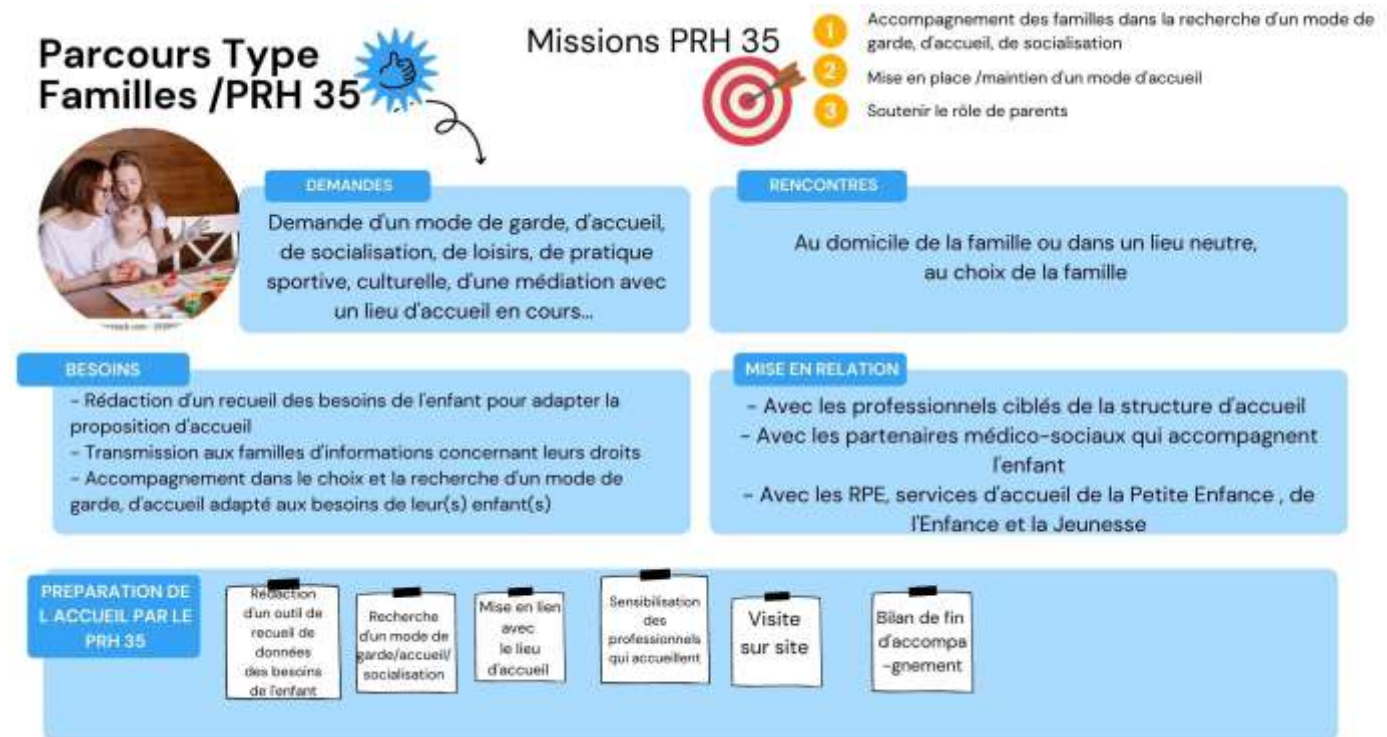 Parcours Type
Familles /PRH 35
Missions PRH 35
1
Accompagnement des familles dans la recherche d'un mode de
garde, d'accueil, de socialisation
2
Mise en place /maintien d'un mode d'accueil
3
Soutenir le rôle de parents
DEMANDES
Demande d'un mode de garde, d'accueil,
de socialisation, de loisirs, de pratique
sportive, culturelle, d'une médiation avec
un lieu d'accueil en cours...
RENCONTRES
Au domicile de la famille ou dans un lieu neutre,
au choix de la famille
BESOINS
- Rédaction d'un recueil des besoins de l'enfant pour adapter la
proposition d'accueil
- Transmission aux familles d'informations concernant leurs droits
- Accompagnement dans le choix et la recherche d'un mode de
garde, d'accueil adapté aux besoins de leur(s) enfant(s)
MISE EN RELATION
- Avec les professionnels ciblés de la structure d'accueil
- Avec les partenaires médico-sociaux qui accompagnent
l'enfant
- Avec les RPE, services d'accueil de la Petite Enfance , de
l'Enfance et la Jeunesse
PREPARATION DE
L ACCUEIL PAR LE
PRH 35
Rédaction
d'un outil de
recueil de
données
des besoins
de l'enfant
Recherche
d'un mode de
garde/accueil/
socialisation
Mise en lien
avec
le lieu
d'accueil
Sensibilisation
des
professionnels
qui accueillent
Visite
sur site
Bilan de fin
d'accompa
-gnement